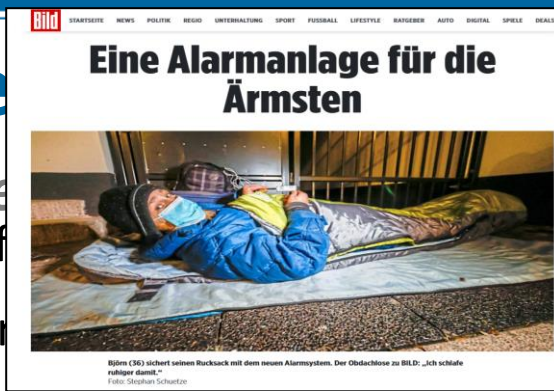 Bild STARTSEITE NEWS POLITIK REGIO UNTERHALTUNG SPORT FUSSBALL LIFESTYLE RATGEBER AUTO DIGITAL SPIELE DEALS
Eine Alarmanlage für die
Ärmsten
Björn (36) sichert seinen Rucksack mit dem neuen Alarmsystem. Der Obdachlose zu BILD: „Ich schlafe
ruhiger damit.“
Foto: Stephan Schuetze